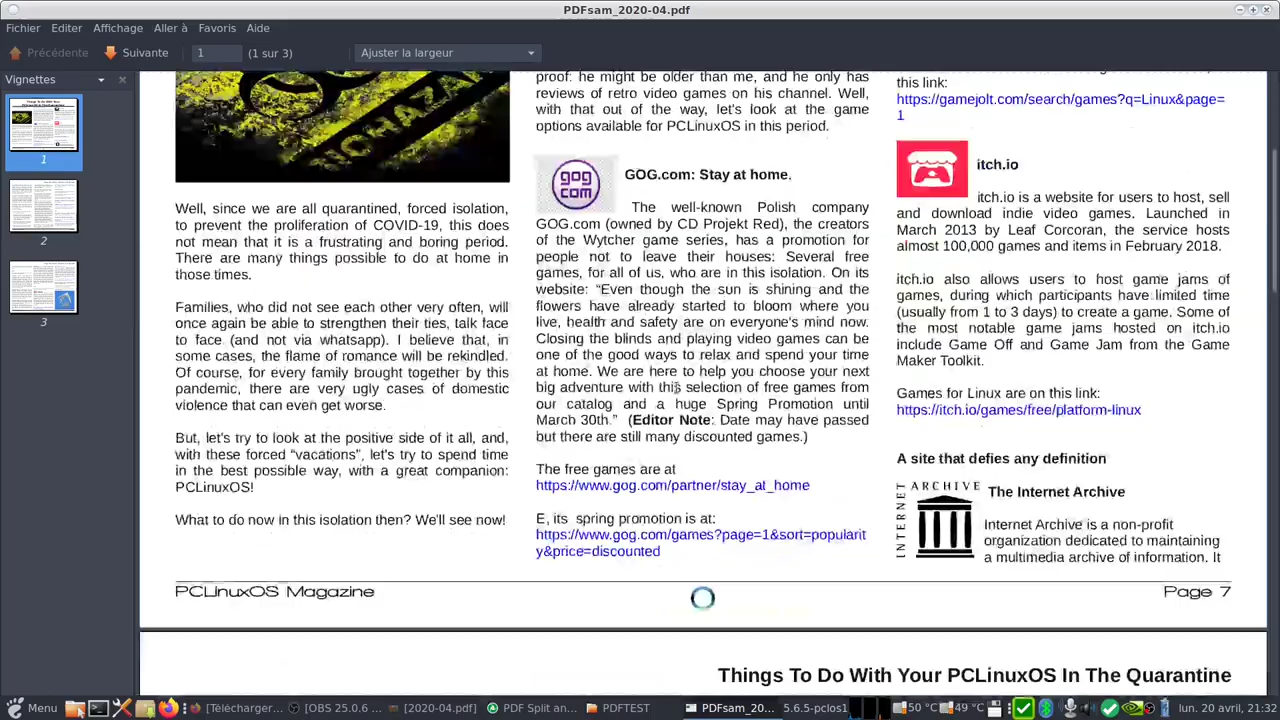 PDFsam_2020-04.pdf
Fichier Editer Affichage Aller à Favoris Aide
Précédente Suivante 1 (1 sur 3) Ajuster la largeur
Vignettes
1
2
3
Well, since we are all quarantined, forced isolation,
to prevent the proliferation of COVID-19, this does
not mean that it is a frustrating and boring period.
There are many things possible to do at home in
those times.
Families, who did not see each other very often, will
once again be able to strengthen their ties, talk face
to face (and not via whatsapp). I believe that, in
some cases, the flame of romance will be rekindled.
Of course, for every family brought together by this
pandemic, there are very ugly cases of domestic
violence that can even get worse.
But, let's try to look at the positive side of it all, and,
with these forced “vacations”, let's try to spend time
in the best possible way, with a great companion:
PCLinuxOS!
What to do now in this isolation then? We'll see now!
proof: he might be older than me, and he only has
reviews of retro video games on his channel. Well,
with that out of the way, let's look at the game
options available for PCLinuxOS in this period.
GOG COM
GOG.com: Stay at home.
The well-known Polish company
GOG.com (owned by CD Projekt Red), the creators
of the Wytcher game series, has a promotion for
people not to leave their houses: Several free
games, for all of us, who are in this isolation. On its
website: “Even though the sun is shining and the
flowers have already started to bloom where you
live, health and safety are on everyone's mind now.
Closing the blinds and playing video games can be
one of the good ways to relax and spend your time
at home. We are here to help you choose your next
big adventure with this selection of free games from
our catalog and a huge Spring Promotion until
March 30th.” (Editor Note: Date may have passed
but there are still many discounted games.)
The free games are at
https://www.gog.com/partner/stay_at_home
E, its spring promotion is at:
https://www.gog.com/games?page=1&sort=popularit
y&price=discounted
this link:
https://gamejolt.com/search/games?q=Linux&page=
1
itch.io
itch.io is a website for users to host, sell
and download indie video games. Launched in
March 2013 by Leaf Corcoran, the service hosts
almost 100,000 games and items in February 2018.
Itch.io also allows users to host game jams of
games, during which participants have limited time
(usually from 1 to 3 days) to create a game. Some of
the most notable game jams hosted on itch.io
include Game Off and Game Jam from the Game
Maker Toolkit.
Games for Linux are on this link:
https://itch.io/games/free/platform-linux
A site that defies any definition
INTERNET ARCHIVE
The Internet Archive
Internet Archive is a non-profit
organization dedicated to maintaining
a multimedia archive of information. It
PCLinuxOS Magazine Page 7
Things To Do With Your PCLinuxOS In The Quarantine
Menu [Télécharger... [OBS 25.0.6 ... [2020-04.pdf] PDF Split an... PDFTEST PDFsam_20... 5.6.5-pclos1 50 °C 49 °C lun. 20 avril, 21:32